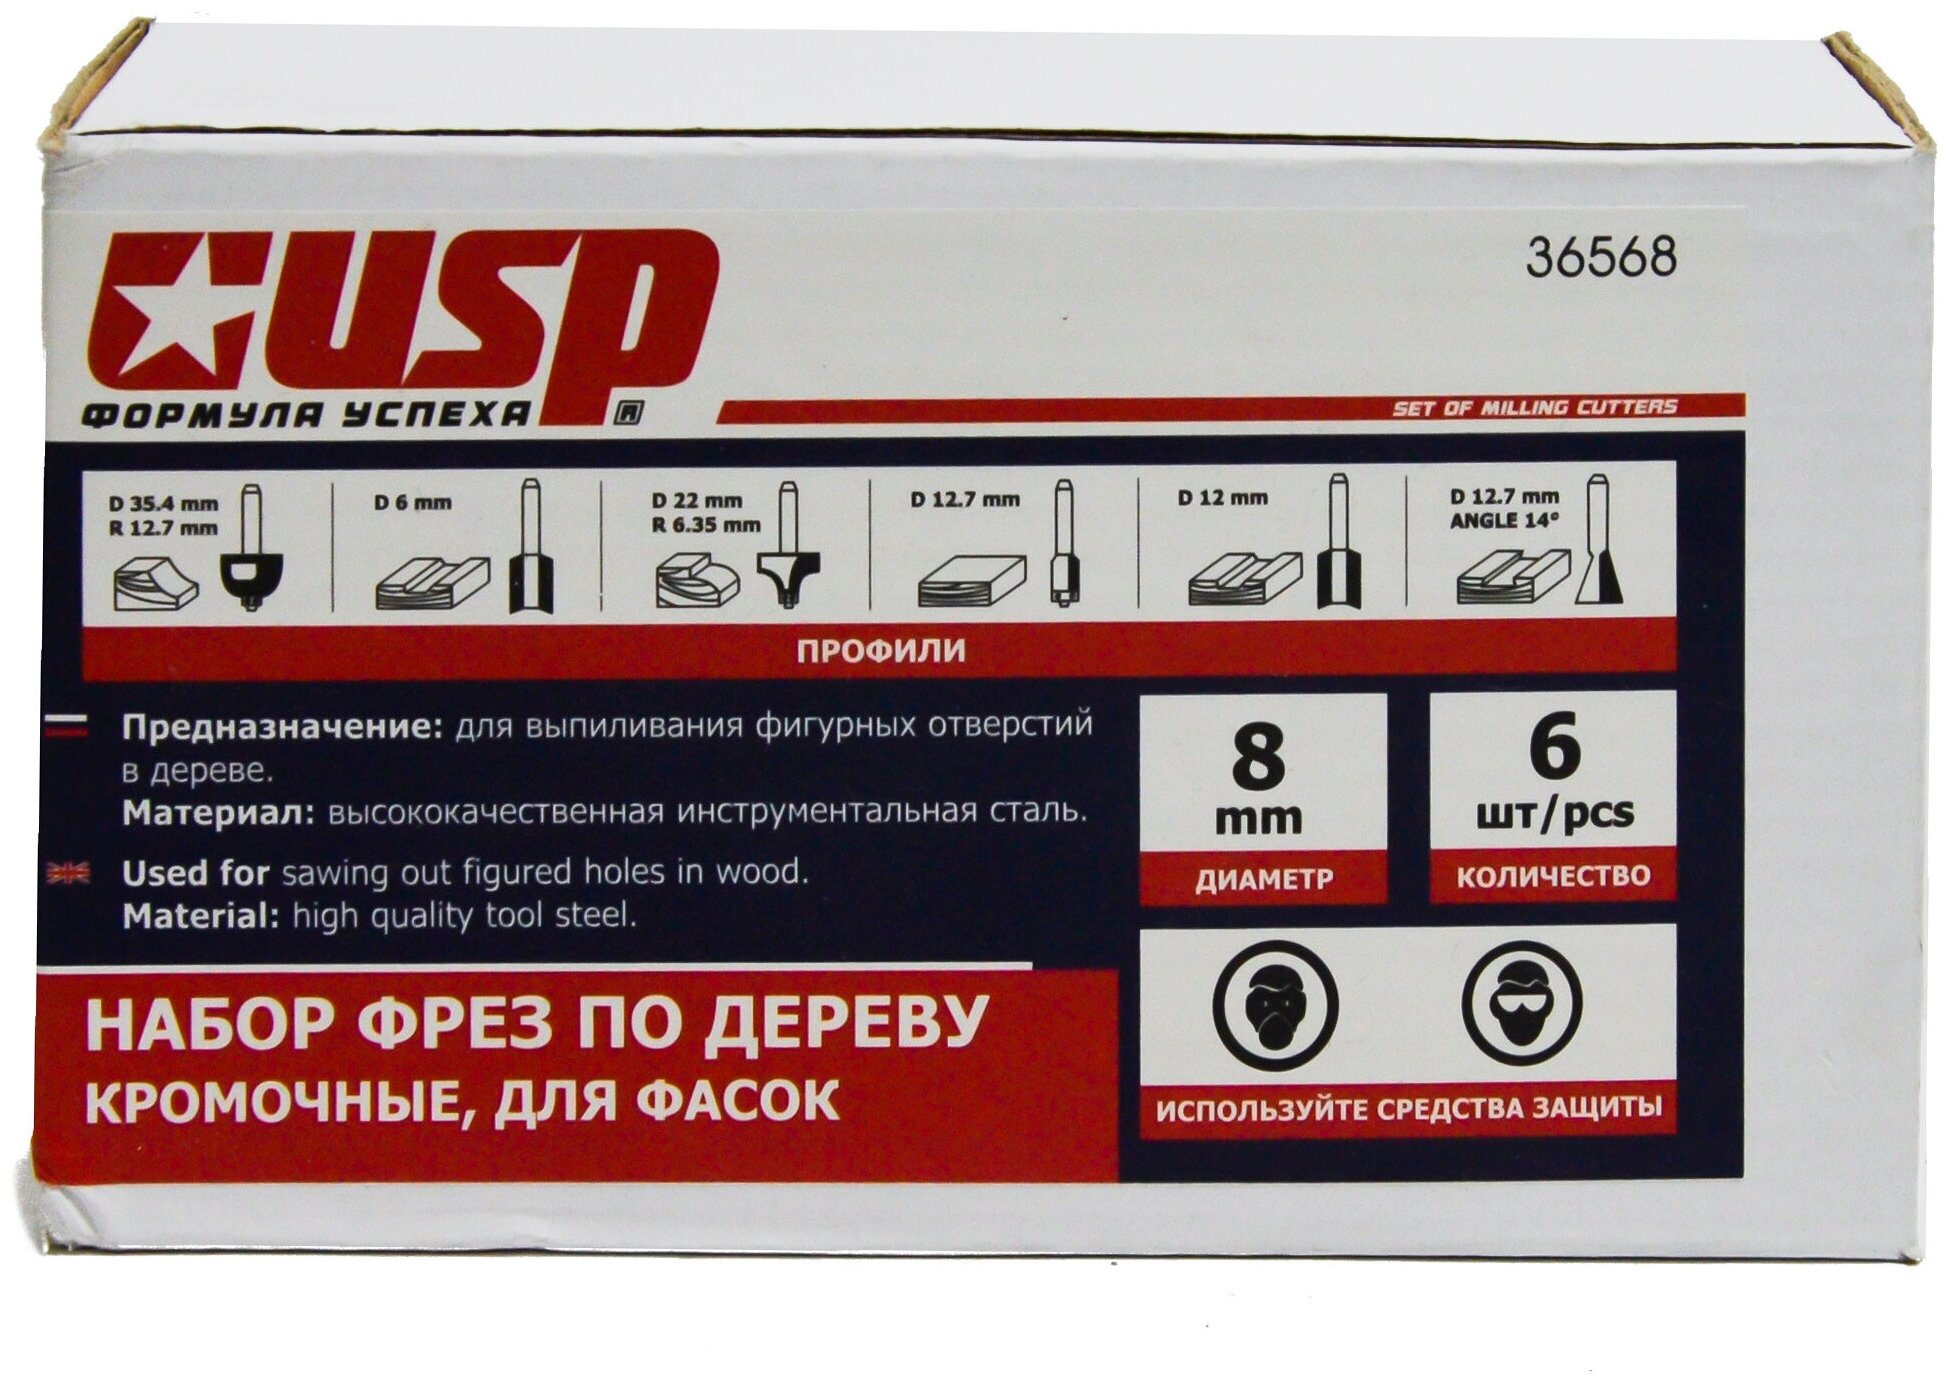 USP
ФОРМУЛА УСПЕХА ®
36568
SET OF MILLING CUTTERS
D 35.4 mm
R 12.7 mm
D 6 mm
D 22 mm
R 6.35 mm
D 12.7 mm
D 12 mm
D 12.7 mm
ANGLE 14°
ПРОФИЛИ
Предназначение: для выпиливания фигурных отверстий
в дереве.
Материал: высококачественная инструментальная сталь.
Used for sawing out figured holes in wood.
Material: high quality tool steel.
8
mm
ДИАМЕТР
6
шт/pcs
КОЛИЧЕСТВО
НАБОР ФРЕЗ ПО ДЕРЕВУ
КРОМОЧНЫЕ, ДЛЯ ФАСОК
ИСПОЛЬЗУЙТЕ СРЕДСТВА ЗАЩИТЫ